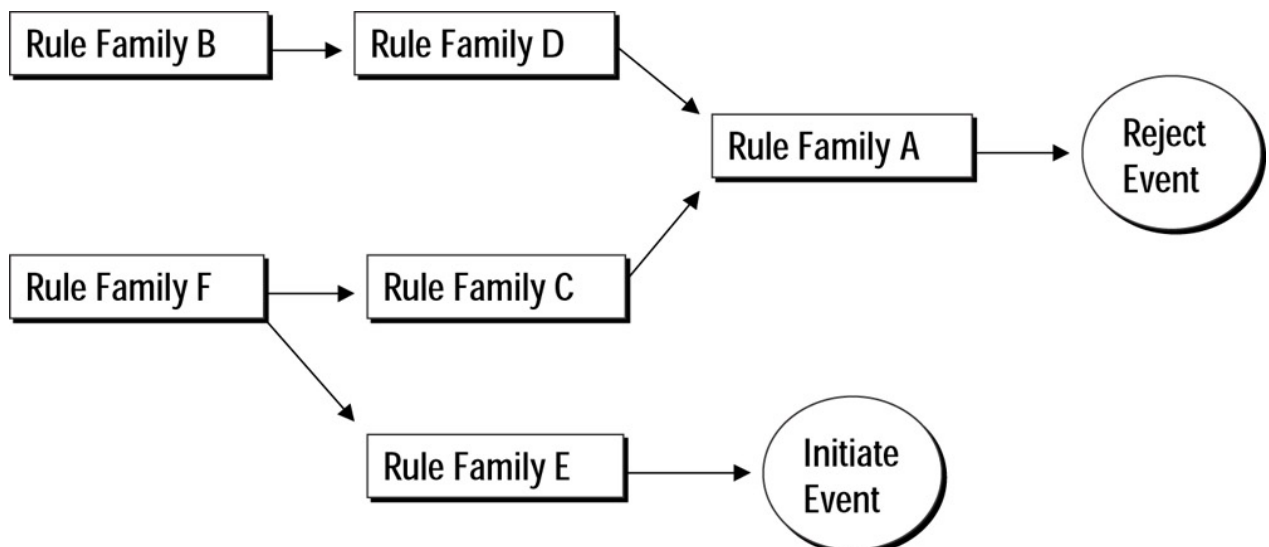 Rule Family B
Rule Family D
Rule Family A
Reject
Event
Rule Family F
Rule Family C
Rule Family E
Initiate
Event